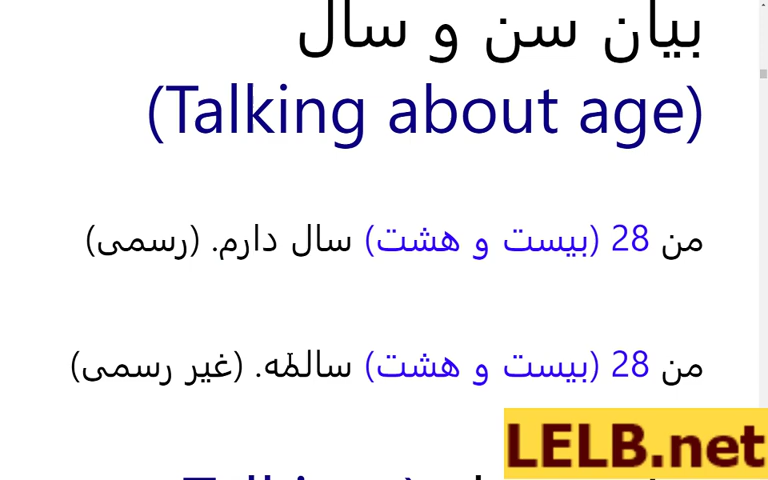 بیان سن و سال
(Talking about age)
من 28 (بیست و هشت) سال دارم. (رسمی)
من 28 (بیست و هشت) سالمه. (غیر رسمی)
LELB.net